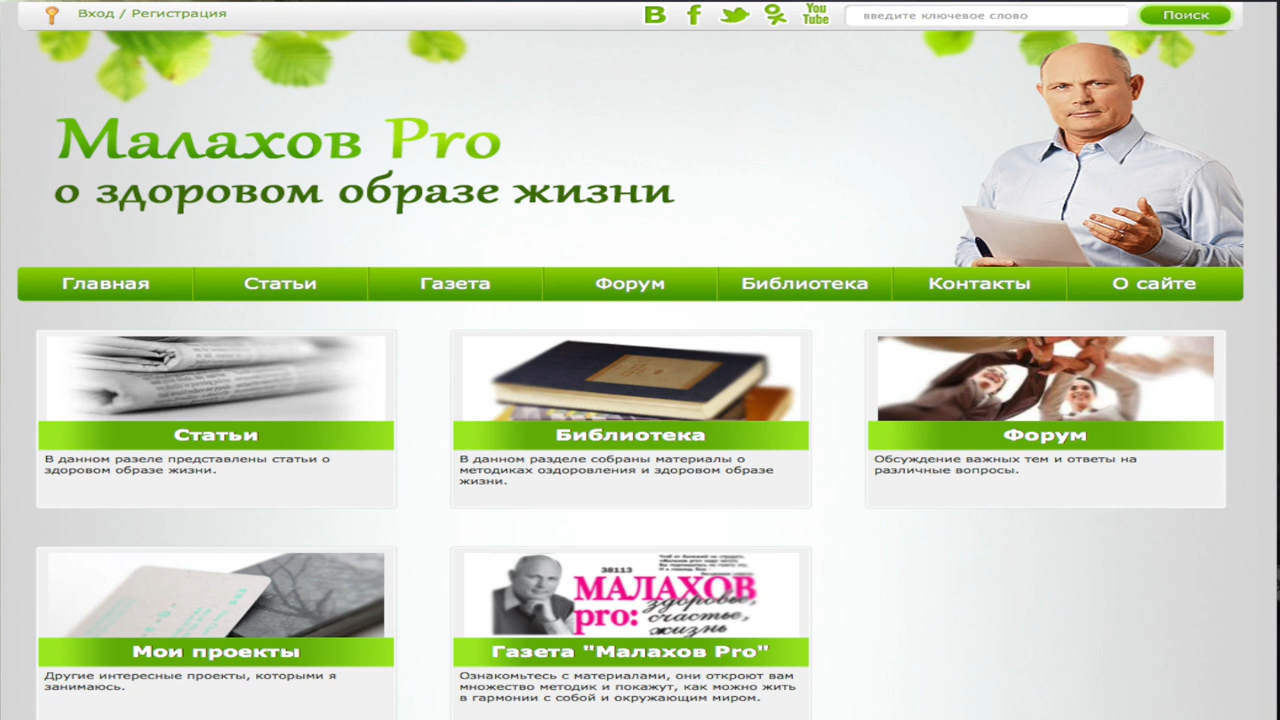 Вход / Регистрация
В f You Tube
введите ключевое слово
Поиск
Малахов Pro
о здоровом образе жизни
Главная
Статьи
Газета
Форум
Библиотека
Контакты
О сайте
Статьи
В данном разеле представлены статьи о
здоровом образе жизни.
Библиотека
В данном разделе собраны материалы о
методиках оздоровления и здоровом образе
жизни.
Форум
Обсуждение важных тем и ответы на
различные вопросы.
Мои проекты
Другие интересные проекты, которыми я
занимаюсь.
38113
МАЛАХОВ
pro: здоровье,
счастье,
жизнь
Газета "Малахов Pro"
Ознакомьтесь с материалами, они откроют вам
множество методик и покажут, как можно жить
в гармонии с собой и окружающим миром.